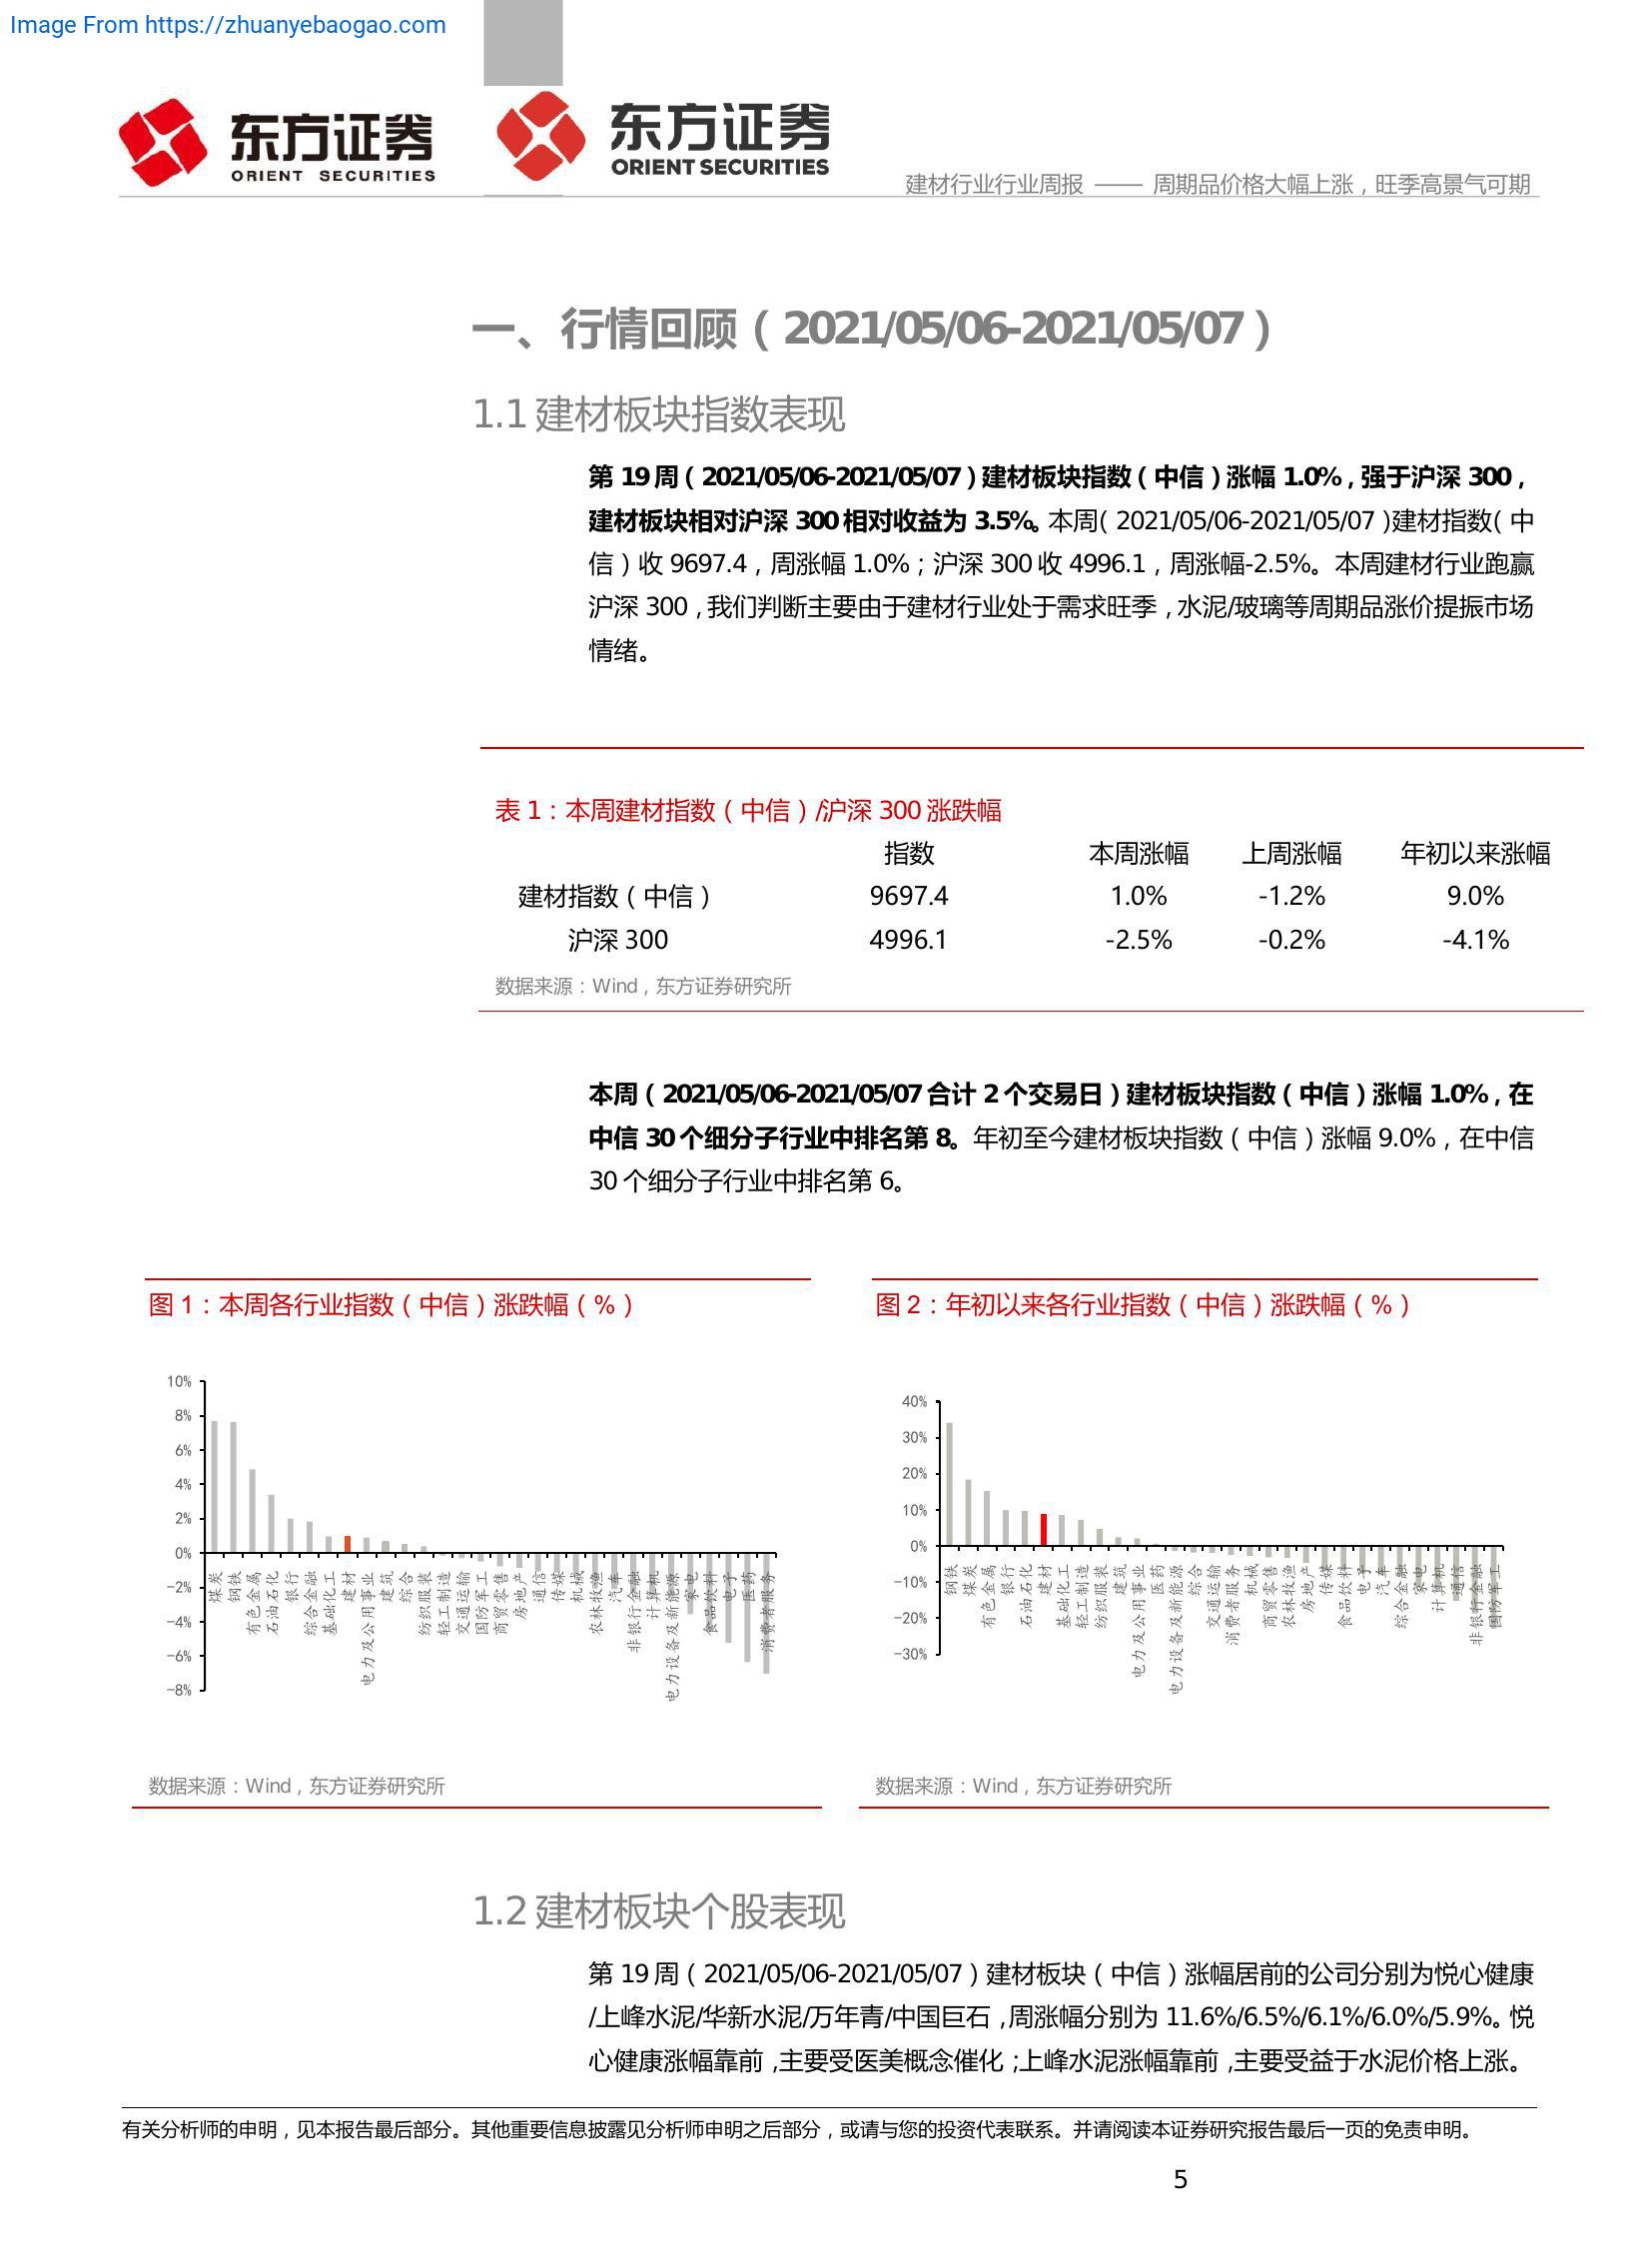 Image From https://zhuanyebaogao.com
东方证券
ORIENT SECURITIES
东方证券
ORIENT SECURITIES
建材行业行业周报 —— 周期品价格大幅上涨，旺季高景气可期
一、行情回顾（2021/05/06-2021/05/07）
1.1 建材板块指数表现
第 19 周（2021/05/06-2021/05/07）建材板块指数（中信）涨幅 1.0%，强于沪深 300，
建材板块相对沪深 300 相对收益为 3.5%。本周（2021/05/06-2021/05/07）建材指数（中
信）收 9697.4，周涨幅 1.0%；沪深 300 收 4996.1，周涨幅-2.5%。本周建材行业跑赢
沪深 300，我们判断主要由于建材行业处于需求旺季，水泥/玻璃等周期品涨价提振市场
情绪。
表 1：本周建材指数（中信）/沪深 300 涨跌幅
指数 本周涨幅 上周涨幅 年初以来涨幅
建材指数（中信） 9697.4 1.0% -1.2% 9.0%
沪深 300 4996.1 -2.5% -0.2% -4.1%
数据来源：Wind，东方证券研究所
本周（2021/05/06-2021/05/07 合计 2 个交易日）建材板块指数（中信）涨幅 1.0%，在
中信 30 个细分子行业中排名第 8。年初至今建材板块指数（中信）涨幅 9.0%，在中信
30 个细分子行业中排名第 6。
图 1：本周各行业指数（中信）涨跌幅（%）
10%
8%
6%
4%
2%
0%
-2%
-4%
-6%
-8%
煤炭
钢铁
有色金属
石油石化
银行
综合金融
基础化工
建材
电力及公用事业
建筑
综合
纺织服装
轻工制造
交通运输
国防军工
商贸零售
房地产
通信
传媒
机械
农林牧渔
汽车
非银行金融
计算机
电力设备及新能源
家电
食品饮料
电子
医药
消费者服务
数据来源：Wind，东方证券研究所
图 2：年初以来各行业指数（中信）涨跌幅（%）
40%
30%
20%
10%
0%
-10%
-20%
-30%
钢铁
煤炭
有色金属
银行
石油石化
建材
基础化工
轻工制造
纺织服装
建筑
电力及公用事业
医药
电力设备及新能源
综合
交通运输
消费者服务
机械
商贸零售
农林牧渔
房地产
传媒
食品饮料
电子
汽车
综合金融
家电
计算机
通信
非银行金融
国防军工
数据来源：Wind，东方证券研究所
1.2 建材板块个股表现
第 19 周（2021/05/06-2021/05/07）建材板块（中信）涨幅居前的公司分别为悦心健康
/上峰水泥/华新水泥/万年青/中国巨石，周涨幅分别为 11.6%/6.5%/6.1%/6.0%/5.9%。悦
心健康涨幅靠前，主要受医美概念催化；上峰水泥涨幅靠前，主要受益于水泥价格上涨。
有关分析师的申明，见本报告最后部分。其他重要信息披露见分析师申明之后部分，或请与您的投资代表联系。并请阅读本证券研究报告最后一页的免责申明。
5